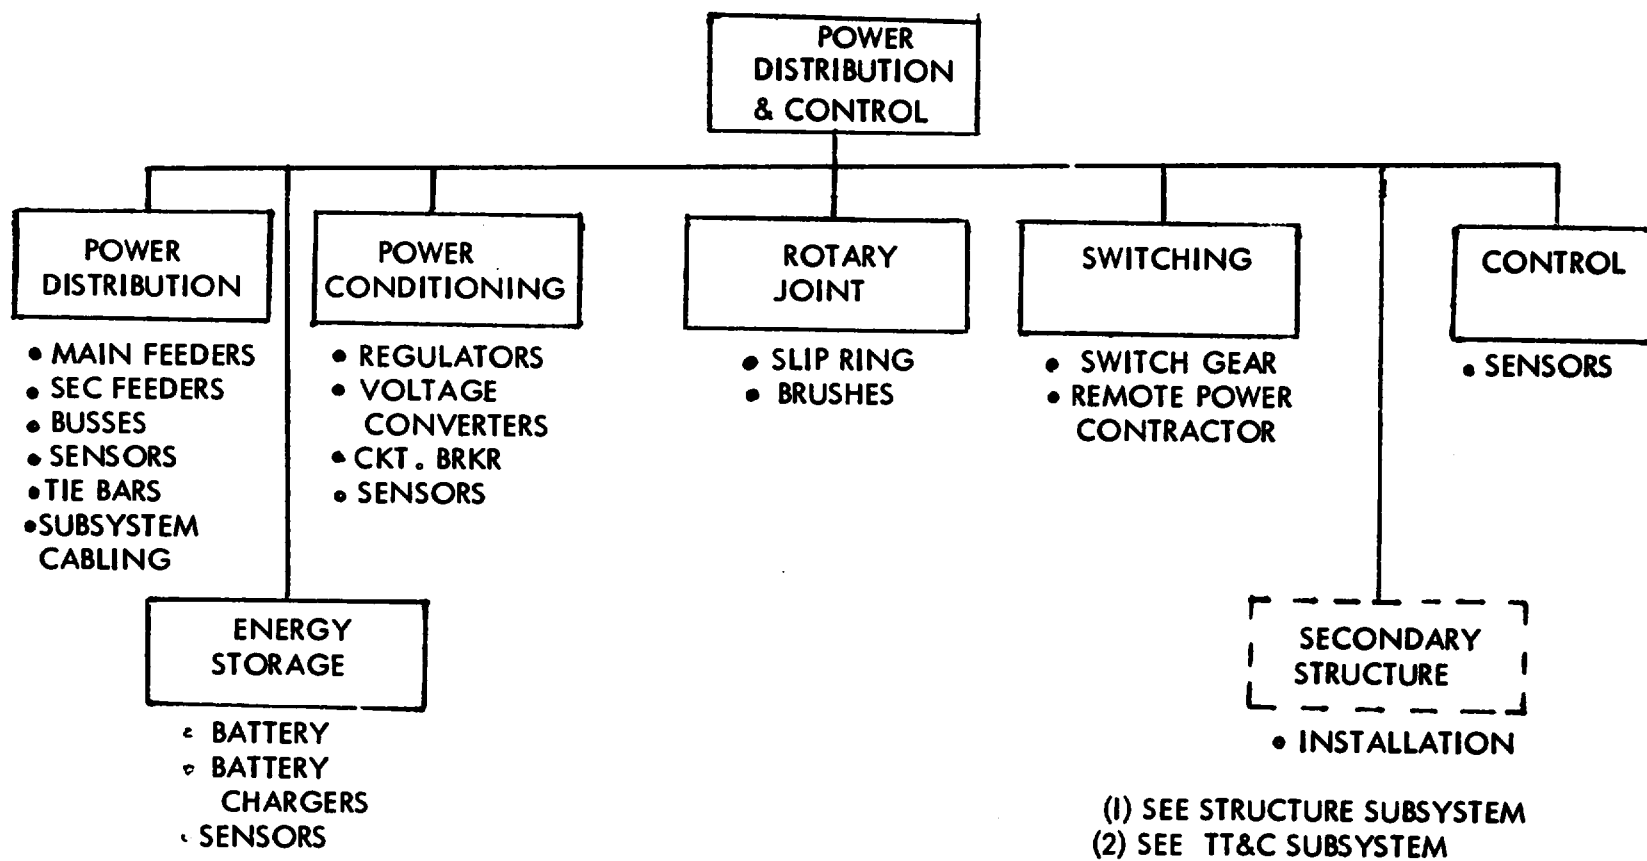 POWER
DISTRIBUTION
& CONTROL
POWER
DISTRIBUTION
• MAIN FEEDERS
• SEC FEEDERS
• BUSSES
• SENSORS
• TIE BARS
• SUBSYSTEM
CABLING
ENERGY
STORAGE
• BATTERY
• BATTERY
CHARGERS
• SENSORS
POWER
CONDITIONING
• REGULATORS
• VOLTAGE
CONVERTERS
• CKT. BRKR
• SENSORS
ROTARY
JOINT
• SLIP RING
• BRUSHES
SWITCHING
• SWITCH GEAR
• REMOTE POWER
CONTRACTOR
SECONDARY
STRUCTURE
• INSTALLATION
CONTROL
• SENSORS
(1) SEE STRUCTURE SUBSYSTEM
(2) SEE TT&C SUBSYSTEM